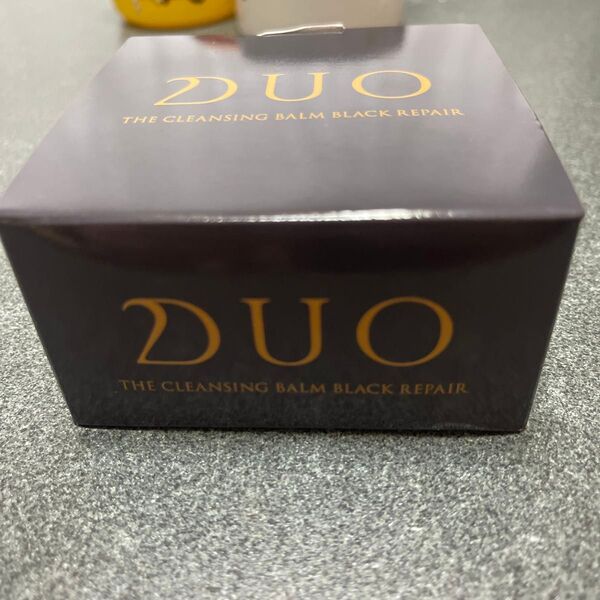 DUO
THE CLEANSING BALM BLACK REPAIR
DUO
THE CLEANSING BALM BLACK REPAIR